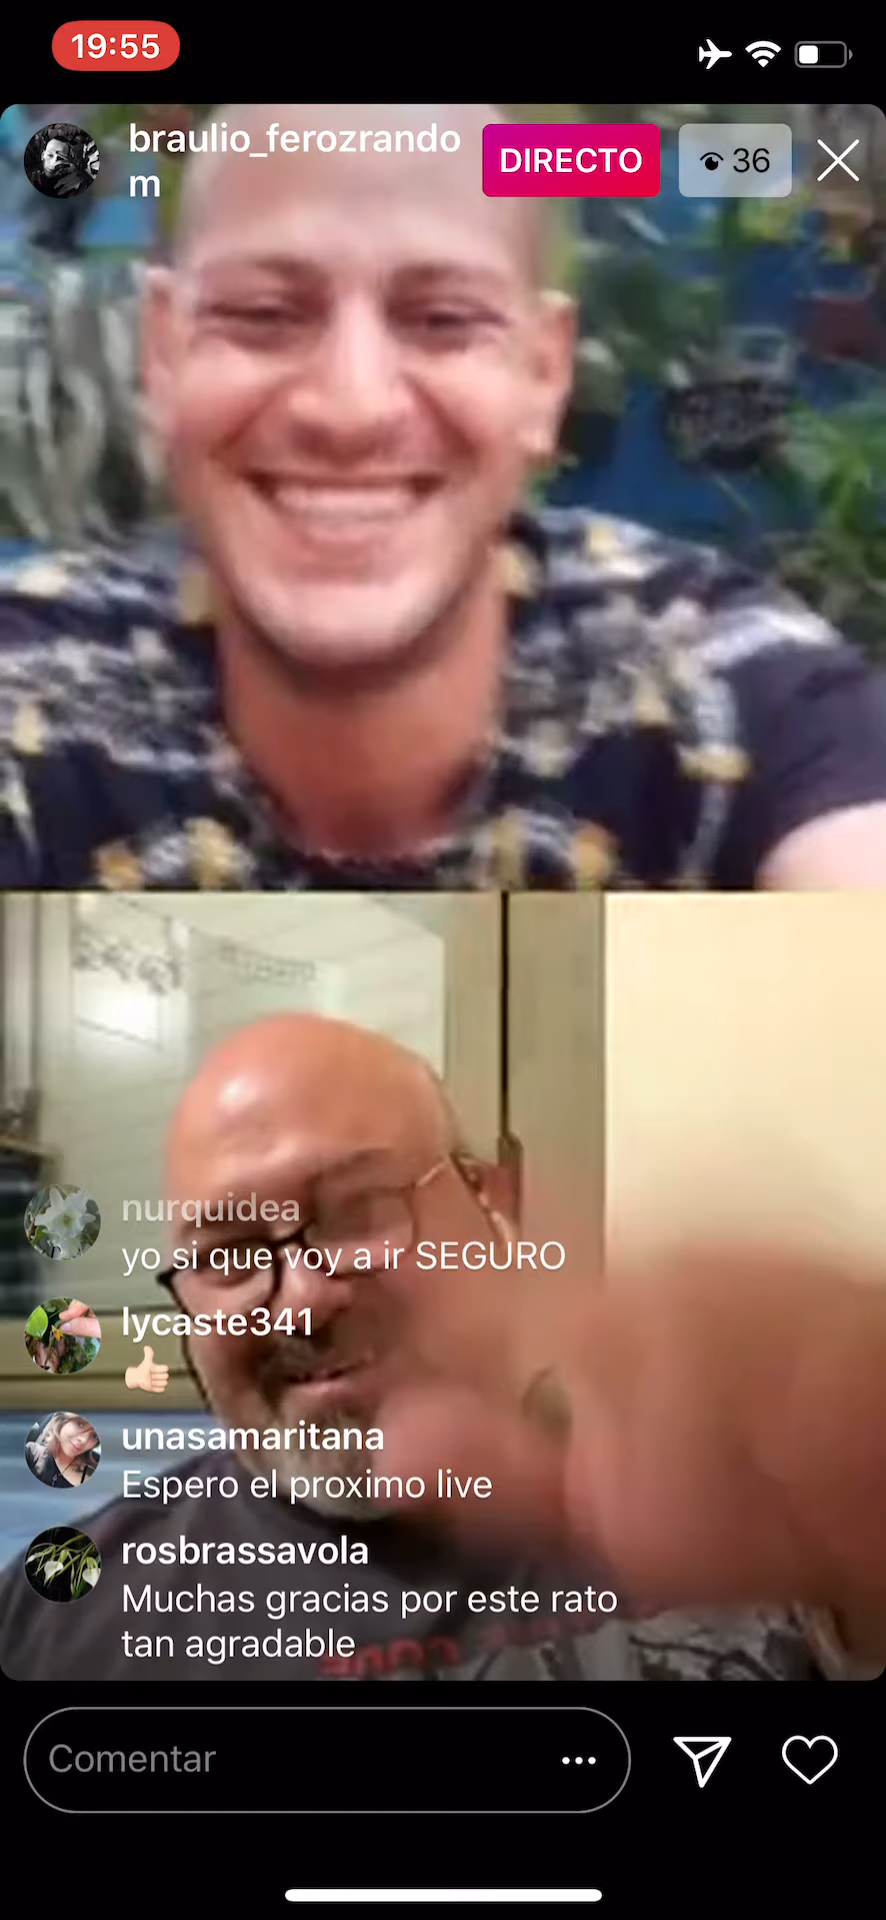 19:55
braulio_ferozrando
m
DIRECTO
36
nurquidea
yo si que voy a ir SEGURO
lycaste341
👍🏻
unasamaritana
Espero el proximo live
rosbrassavola
Muchas gracias por este rato
tan agradable
Comentar